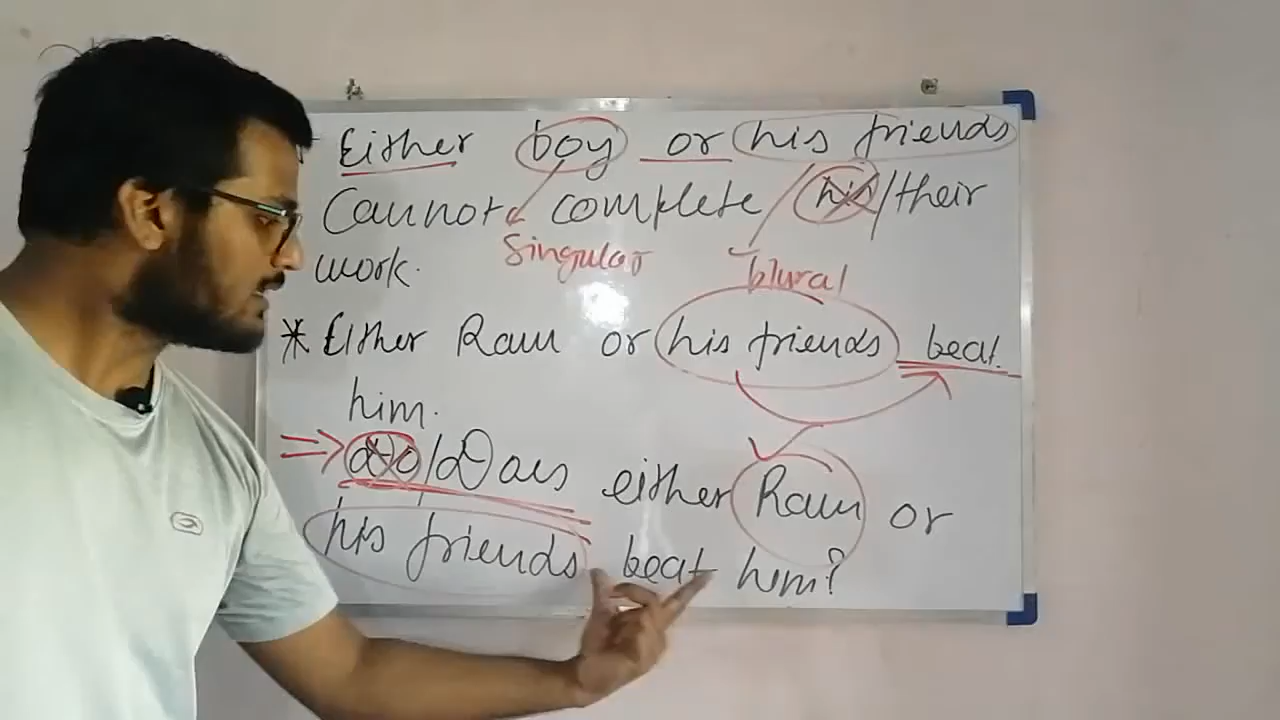 Either boy or his friends
Cannot complete his/their
Singular
plural
work.
* Either Ram or his friends beat
him.
⇒ Do/Does either Ram or
his friends beat him?